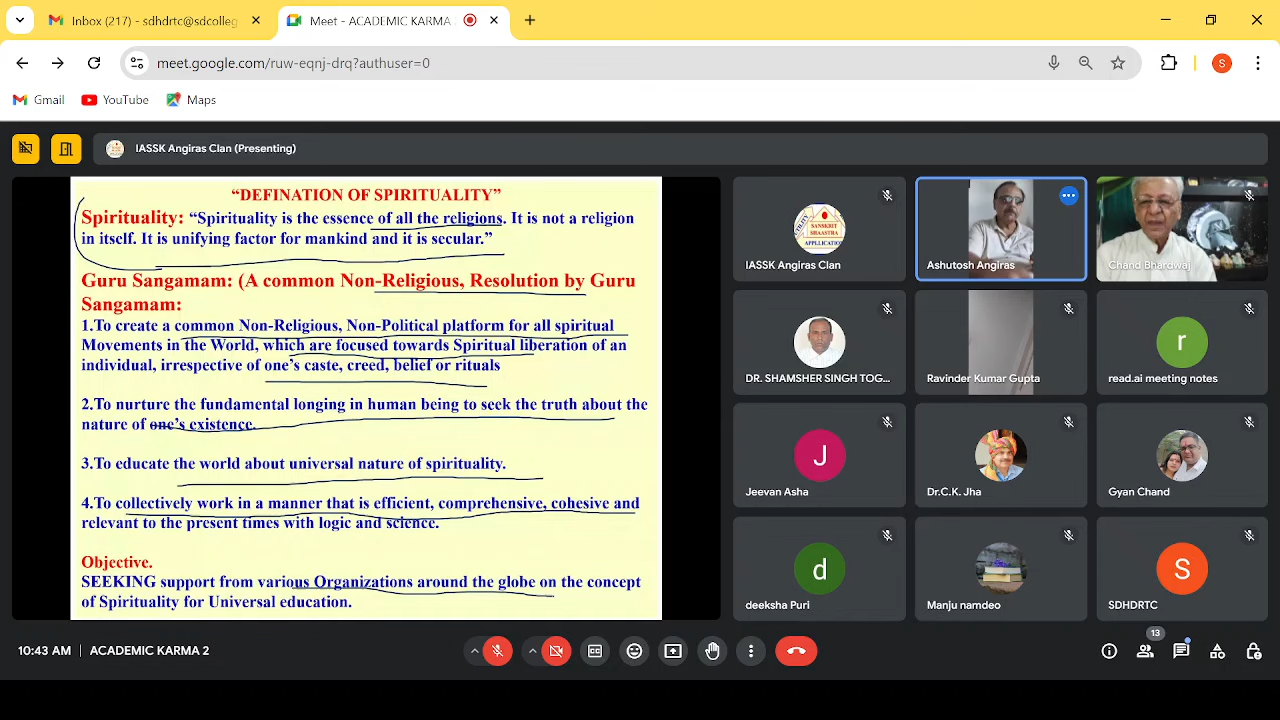 Inbox (217) - sdhdrtc@sdcolleg
Meet - ACADEMIC KARMA
meet.google.com/ruw-eqnj-drq?authuser=0
Gmail
YouTube
Maps
IASSK Angiras Clan (Presenting)
“DEFINATION OF SPIRITUALITY”
Spirituality: “Spirituality is the essence of all the religions. It is not a religion
in itself. It is unifying factor for mankind and it is secular.”
Guru Sangamam: (A common Non-Religious, Resolution by Guru
Sangamam:
1.To create a common Non-Religious, Non-Political platform for all spiritual
Movements in the World, which are focused towards Spiritual liberation of an
individual, irrespective of one’s caste, creed, belief or rituals
2.To nurture the fundamental longing in human being to seek the truth about the
nature of one’s existence.
3.To educate the world about universal nature of spirituality.
4.To collectively work in a manner that is efficient, comprehensive, cohesive and
relevant to the present times with logic and science.
Objective.
SEEKING support from various Organizations around the globe on the concept
of Spirituality for Universal education.
SANSKRIT
SHAASTRA
APPLICATION
IASSK Angiras Clan
Ashutosh Angiras
Chand Bhardwaj
DR. SHAMSHER SINGH TOG...
Ravinder Kumar Gupta
r
read.ai meeting notes
J
Jeevan Asha
Dr.C.K. Jha
Gyan Chand
d
deeksha Puri
Manju namdeo
S
SDHDRTC
10:43 AM
ACADEMIC KARMA 2
13
S